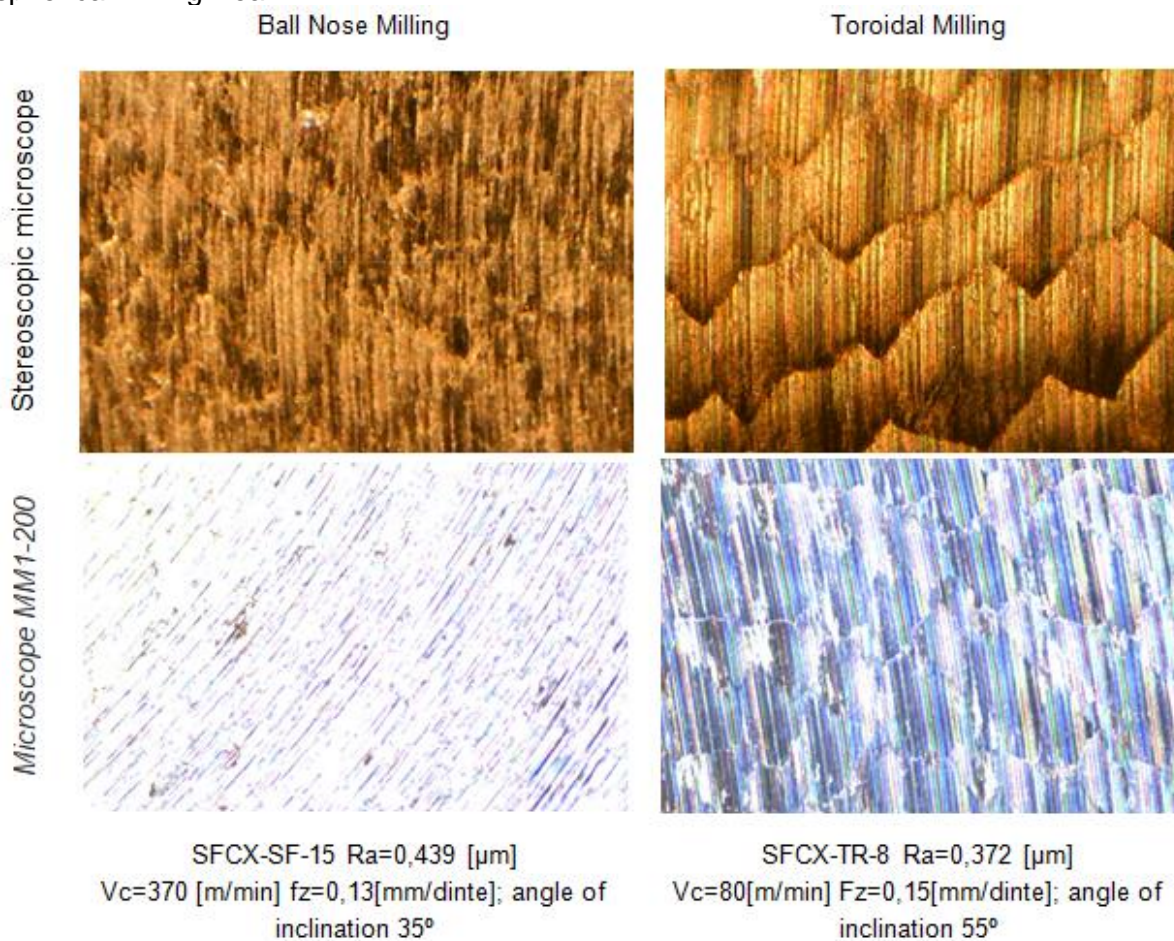 Ball Nose Milling
Toroidal Milling
Stereoscopic microscope
Microscope MM1-200
SFCX-SF-15 Ra=0,439 [µm]
Vc=370 [m/min] fz=0,13[mm/dinte]; angle of
inclination 35º
SFCX-TR-8 Ra=0,372 [µm]
Vc=80[m/min] Fz=0,15[mm/dinte]; angle of
inclination 55º